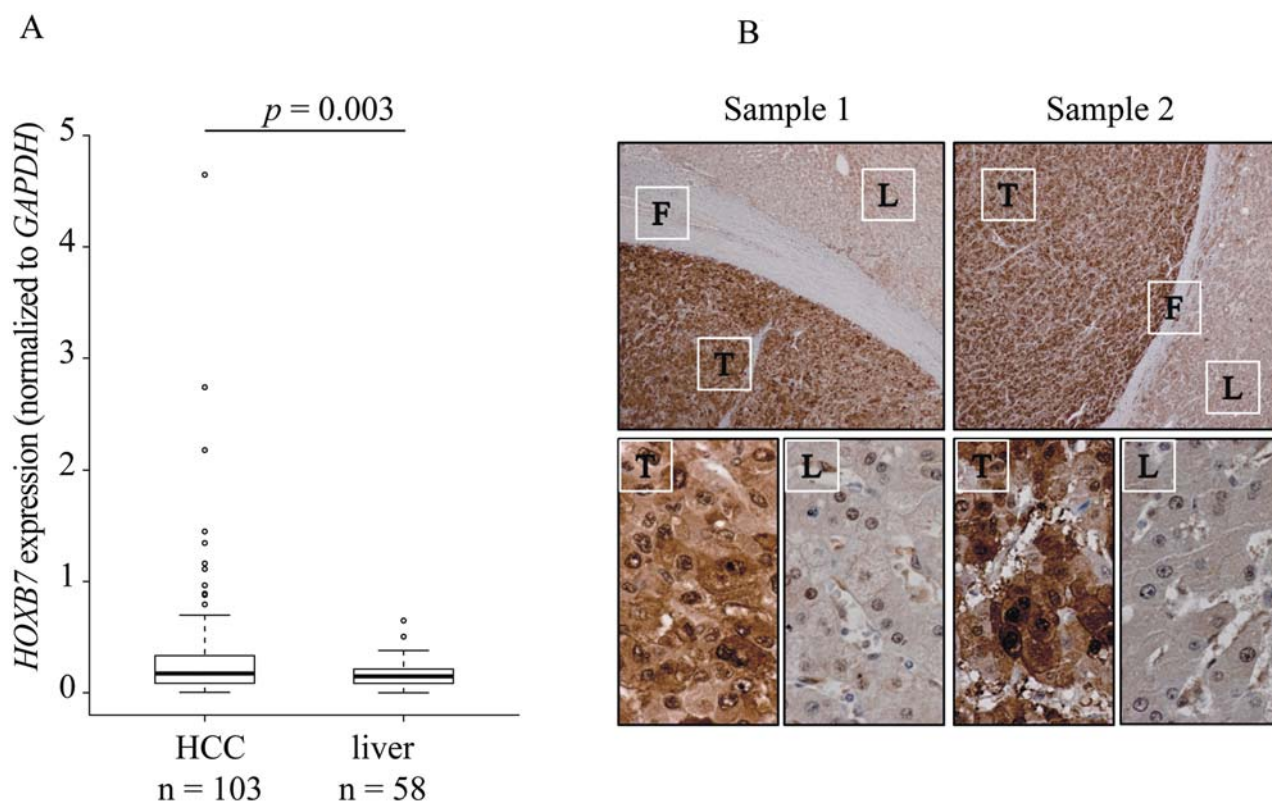 A
B
HOXB7 expression (normalized to GAPDH)
p = 0.003
5
4
3
2
1
0
HCC
n = 103
liver
n = 58
Sample 1
Sample 2
F
L
T
T
F
L
T
L
T
L